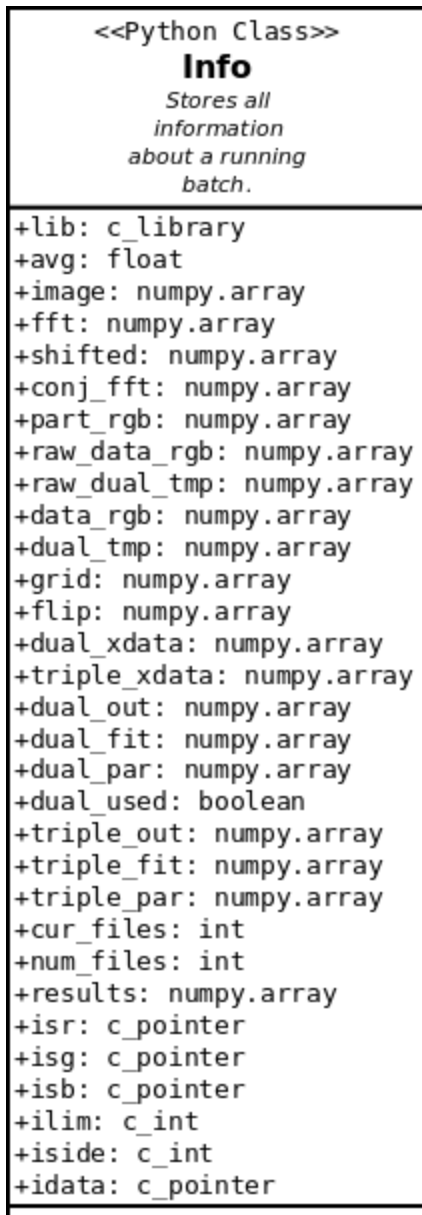 <<Python Class>>
Info
Stores all
information
about a running
batch.
+lib: c_library
+avg: float
+image: numpy.array
+fft: numpy.array
+shifted: numpy.array
+conj_fft: numpy.array
+part_rgb: numpy.array
+raw_data_rgb: numpy.array
+raw_dual_tmp: numpy.array
+data_rgb: numpy.array
+dual_tmp: numpy.array
+grid: numpy.array
+flip: numpy.array
+dual_xdata: numpy.array
+triple_xdata: numpy.array
+dual_out: numpy.array
+dual_fit: numpy.array
+dual_par: numpy.array
+dual_used: boolean
+triple_out: numpy.array
+triple_fit: numpy.array
+triple_par: numpy.array
+cur_files: int
+num_files: int
+results: numpy.array
+isr: c_pointer
+isg: c_pointer
+isb: c_pointer
+ilim: c_int
+iside: c_int
+idata: c_pointer